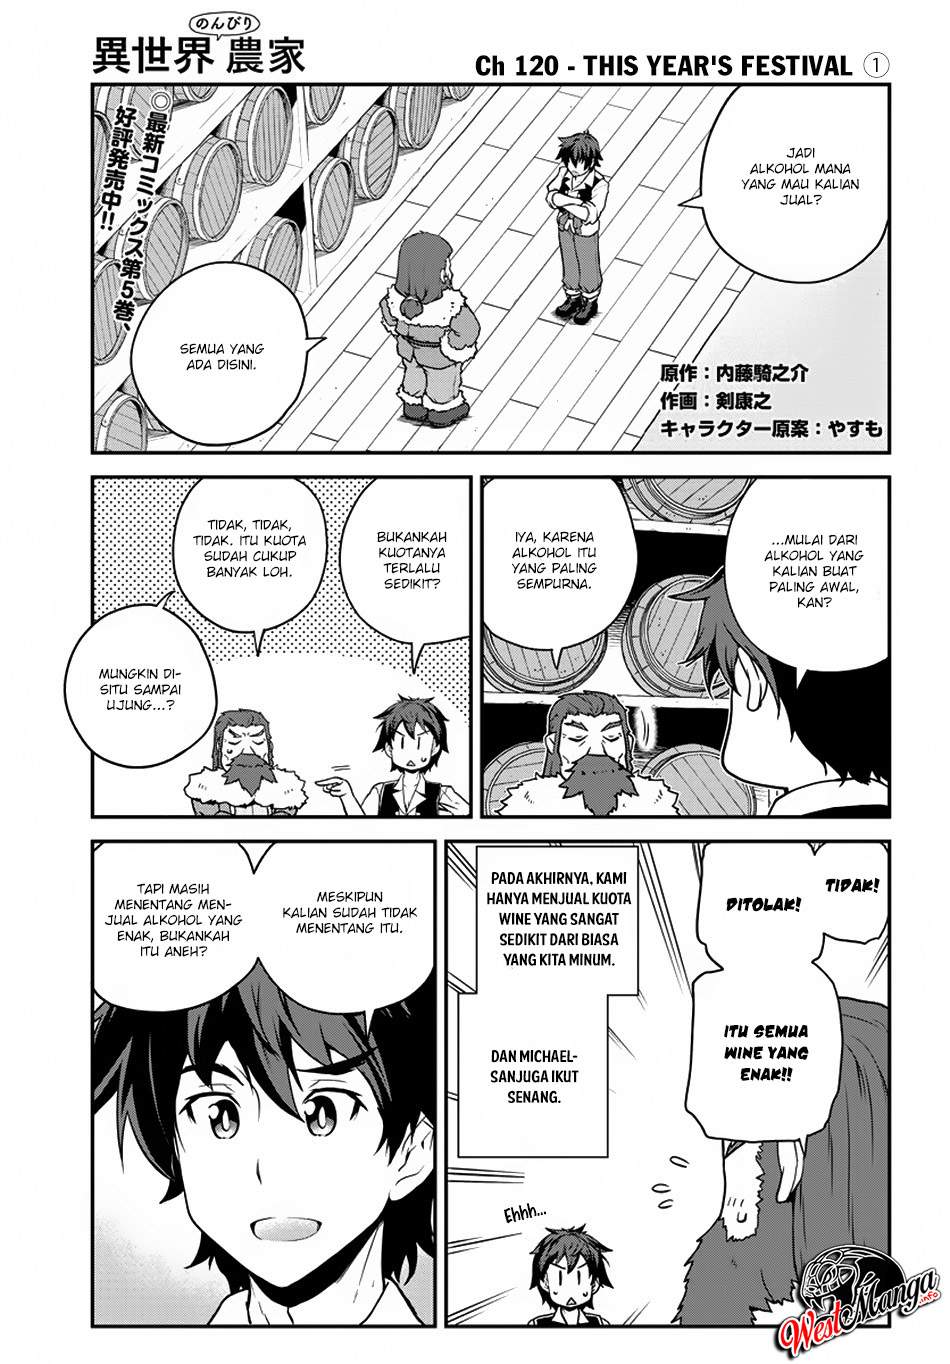 のんびり
異世界農家
Ch 120 - THIS YEAR'S FESTIVAL ①
◎最新コミックス第5巻、
好評発売中!!
JADI
ALKOHOL MANA
YANG MAU KALIAN
JUAL?
SEMUA YANG
ADA DISINI.
原作：内藤騎之介
作画：剣康之
キャラクター原案：やすも
...MULAI DARI
ALKOHOL YANG
KALIAN BUAT
PALING AWAL,
KAN?
IYA, KARENA
ALKOHOL ITU
YANG PALING
SEMPURNA.
BUKANKAH
KUOTANYA
TERLALU
SEDIKIT?
TIDAK, TIDAK,
TIDAK. ITU KUOTA
SUDAH CUKUP
BANYAK LOH.
MUNGKIN DI-
SITU SAMPAI
UJUNG...?
TIDAK!
DITOLAK!
ITU SEMUA
WINE YANG
ENAK!!
PADA AKHIRNYA, KAMI
HANYA MENJUAL KUOTA
WINE YANG SANGAT
SEDIKIT DARI BIASA
YANG KITA MINUM.
DAN MICHAEL-
SANJUGA IKUT
SENANG.
Ehhh...
MESKIPUN
KALIAN SUDAH TIDAK
MENENTANG ITU.
TAPI MASIH
MENENTANG MEN-
JUAL ALKOHOL YANG
ENAK, BUKANKAH
ITU ANEH?
WestManga.info